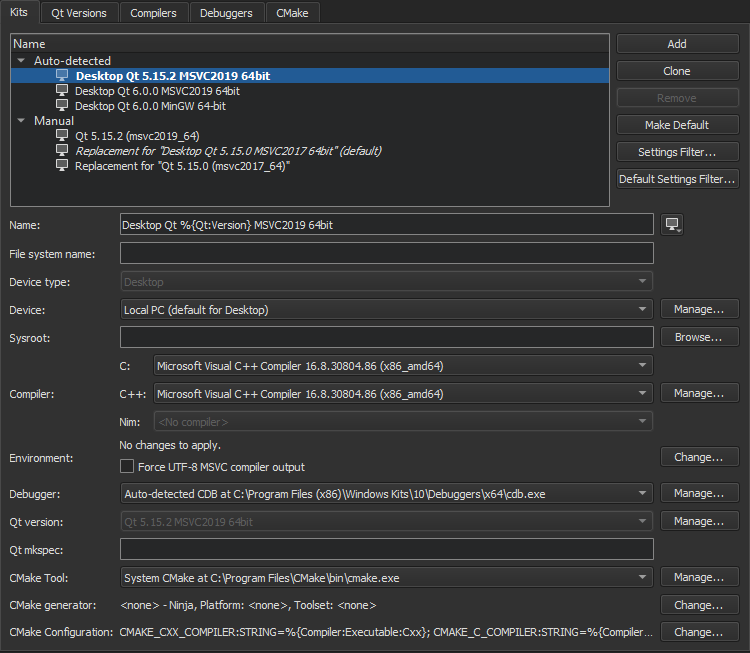 Kits Qt Versions Compilers Debuggers CMake
Name
Add
Auto-detected
Desktop Qt 5.15.2 MSVC2019 64bit
Clone
Desktop Qt 6.0.0 MSVC2019 64bit
Remove
Desktop Qt 6.0.0 MinGW 64-bit
Manual
Make Default
Qt 5.15.2 (msvc2019_64)
Replacement for "Desktop Qt 5.15.0 MSVC2017 64bit" (default)
Settings Filter...
Replacement for "Qt 5.15.0 (msvc2017_64)"
Default Settings Filter...
Name: Desktop Qt %{Qt:Version} MSVC2019 64bit
File system name:
Device type: Desktop
Device: Local PC (default for Desktop) Manage...
Sysroot: Browse...
C: Microsoft Visual C++ Compiler 16.8.30804.86 (x86_amd64)
Compiler: C++: Microsoft Visual C++ Compiler 16.8.30804.86 (x86_amd64) Manage...
Nim: <No compiler>
No changes to apply.
Environment: Change...
Force UTF-8 MSVC compiler output
Debugger: Auto-detected CDB at C:\Program Files (x86)\Windows Kits\10\Debuggers\x64\cdb.exe Manage...
Qt version: Qt 5.15.2 MSVC2019 64bit Manage...
Qt mkspec:
CMake Tool: System CMake at C:\Program Files\CMake\bin\cmake.exe Manage...
CMake generator: <none> - Ninja, Platform: <none>, Toolset: <none> Change...
CMake Configuration: CMAKE_CXX_COMPILER:STRING=%{Compiler:Executable:Cxx}; CMAKE_C_COMPILER:STRING=%{Compiler... Change...